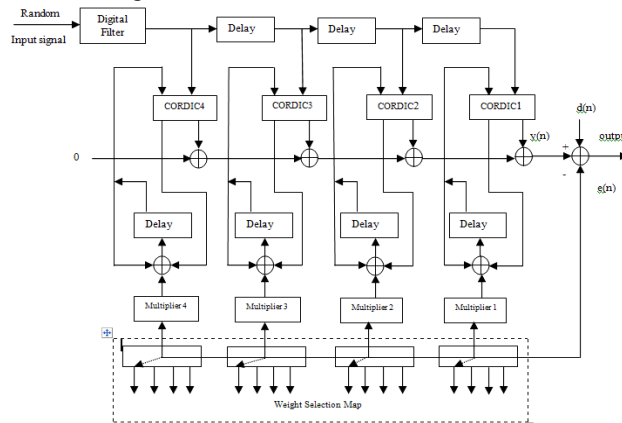 Random
Input signal
Digital
Filter
Delay
Delay
Delay
CORDIC4
CORDIC3
CORDIC2
CORDIC1
d(n)
y(n)
output
0
+
-
e(n)
Delay
Delay
Delay
Delay
Multiplier 4
Multiplier 3
Multiplier 2
Multiplier 1
Weight Selection Map